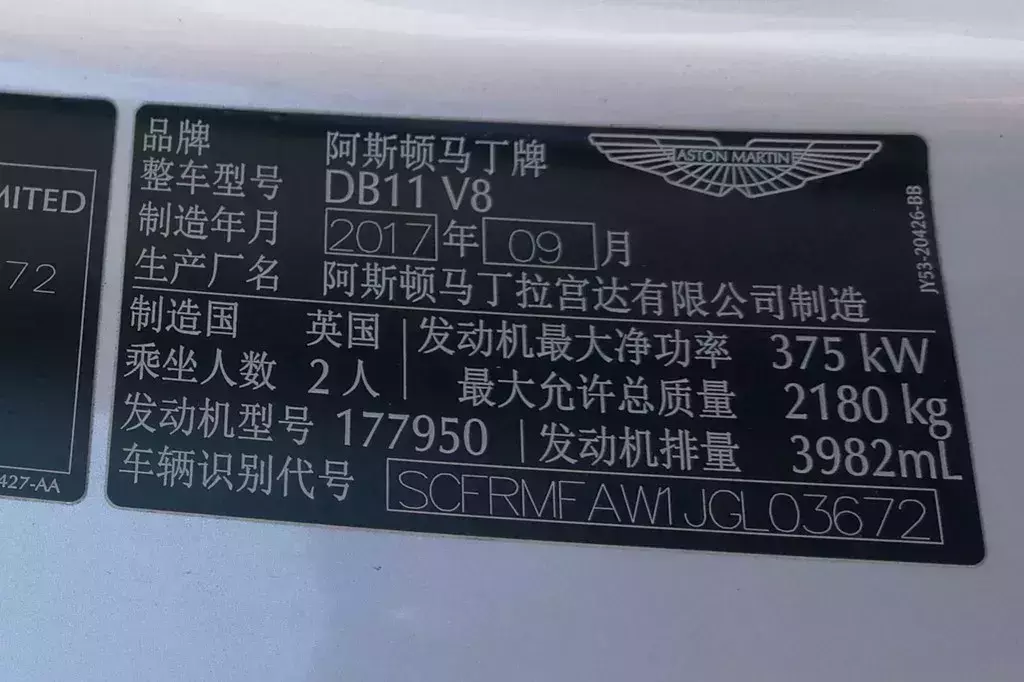 MITED
72
427-AA
品牌 阿斯顿马丁牌
ASTON MARTIN
整车型号 DB11 V8
制造年月 2017 年 09 月
生产厂名 阿斯顿马丁拉宫达有限公司制造
制造国 英国 发动机最大净功率 375 kW
乘坐人数 2人 最大允许总质量 2180 kg
发动机型号 177950 发动机排量 3982mL
车辆识别代号 SCFRMFAW1JGL03672
JY53-20426-BB